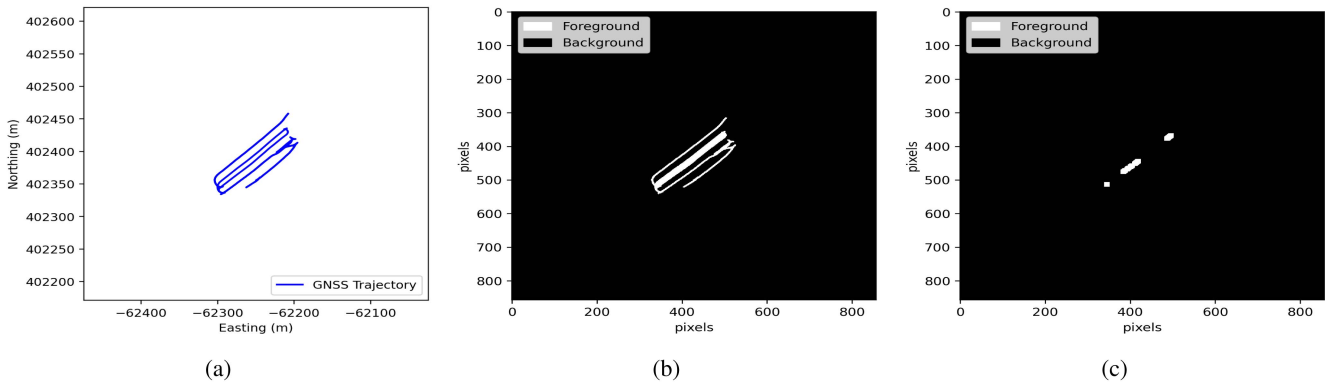 402600
402550
402500
402450
402400
402350
402300
402250
402200
Northing (m)
−62400 −62300 −62200 −62100
Easting (m)
GNSS Trajectory
(a)
0
100
200
300
400
500
600
700
800
pixels
Foreground
Background
0 200 400 600 800
pixels
(b)
0
100
200
300
400
500
600
700
800
pixels
Foreground
Background
0 200 400 600 800
pixels
(c)